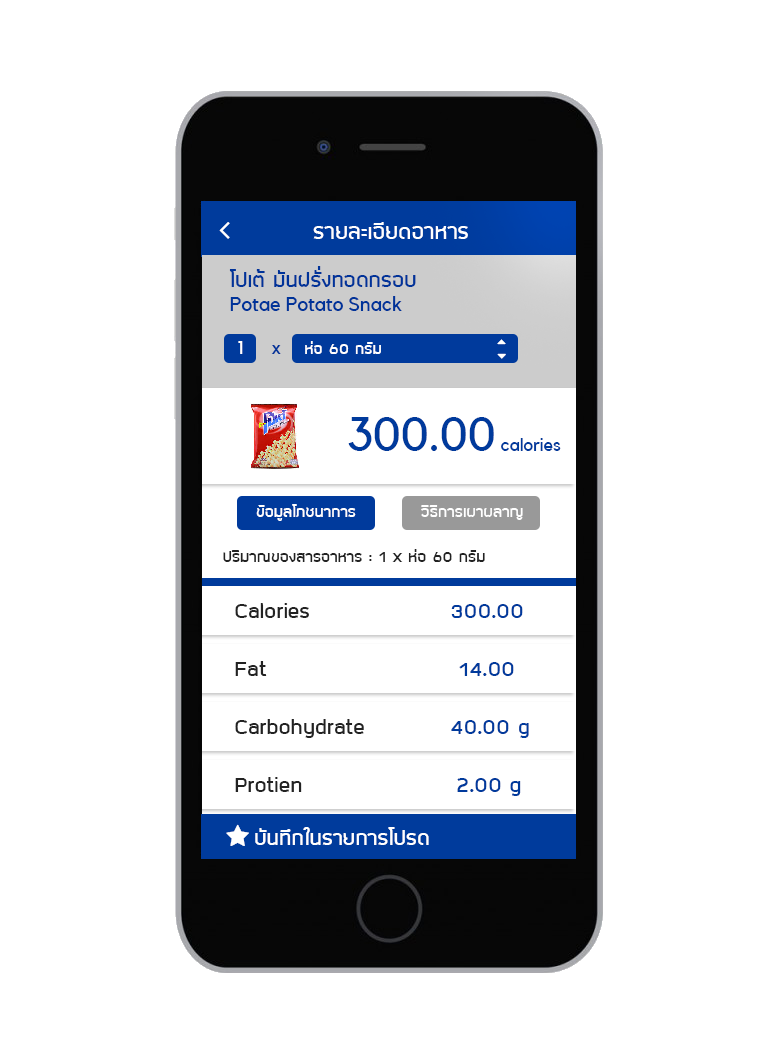 รายละเอียดอาหาร
โปเต้ มันฝรั่งทอดกรอบ
Potae Potato Snack
1 x ห่อ 60 กรัม
โปเต้
300.00 calories
ข้อมูลโภชนาการ วิธีการเบาบลาญ
ปริมาณของสารอาหาร : 1 X ห่อ 60 กรัม
Calories 300.00
Fat 14.00
Carbohydrate 40.00 g
Protien 2.00 g
บันทึกในรายการโปรด